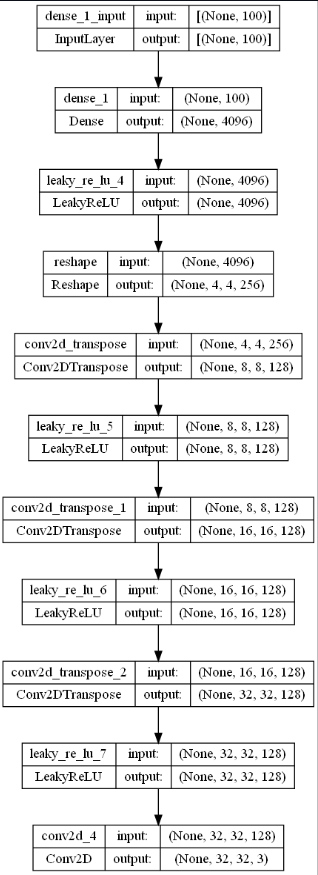 dense_1_input input: [(None, 100)]
InputLayer output: [(None, 100)]
dense_1 input: (None, 100)
Dense output: (None, 4096)
leaky_re_lu_4 input: (None, 4096)
LeakyReLU output: (None, 4096)
reshape input: (None, 4096)
Reshape output: (None, 4, 4, 256)
conv2d_transpose input: (None, 4, 4, 256)
Conv2DTranspose output: (None, 8, 8, 128)
leaky_re_lu_5 input: (None, 8, 8, 128)
LeakyReLU output: (None, 8, 8, 128)
conv2d_transpose_1 input: (None, 8, 8, 128)
Conv2DTranspose output: (None, 16, 16, 128)
leaky_re_lu_6 input: (None, 16, 16, 128)
LeakyReLU output: (None, 16, 16, 128)
conv2d_transpose_2 input: (None, 16, 16, 128)
Conv2DTranspose output: (None, 32, 32, 128)
leaky_re_lu_7 input: (None, 32, 32, 128)
LeakyReLU output: (None, 32, 32, 128)
conv2d_4 input: (None, 32, 32, 128)
Conv2D output: (None, 32, 32, 3)